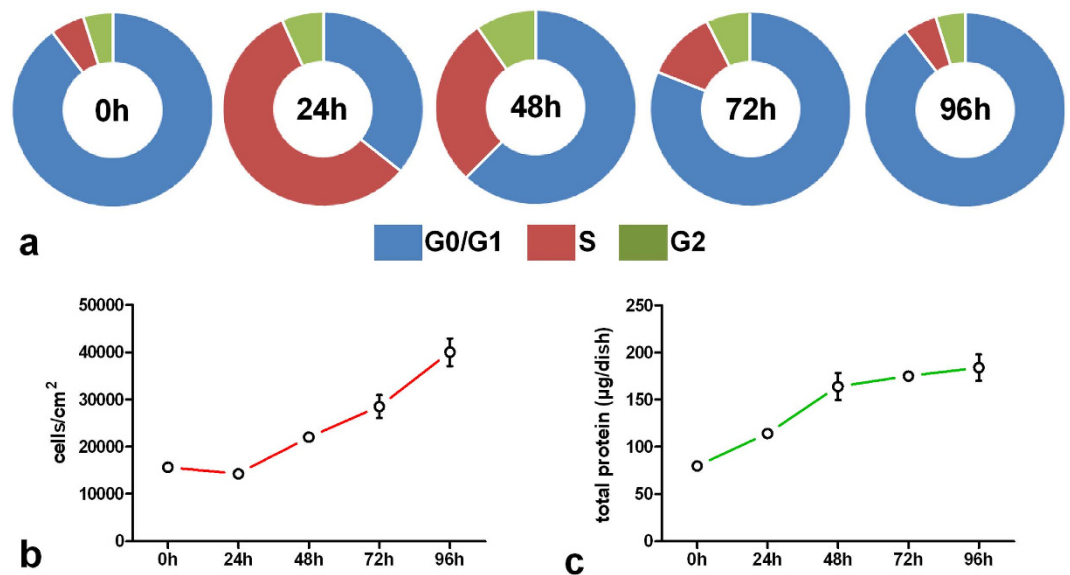 0h 24h 48h 72h 96h
a
G0/G1 S G2
50000
40000
30000
20000
10000
0
cells/cm²
0h 24h 48h 72h 96h
b
250
200
150
100
50
0
total protein (µg/dish)
0h 24h 48h 72h 96h
c